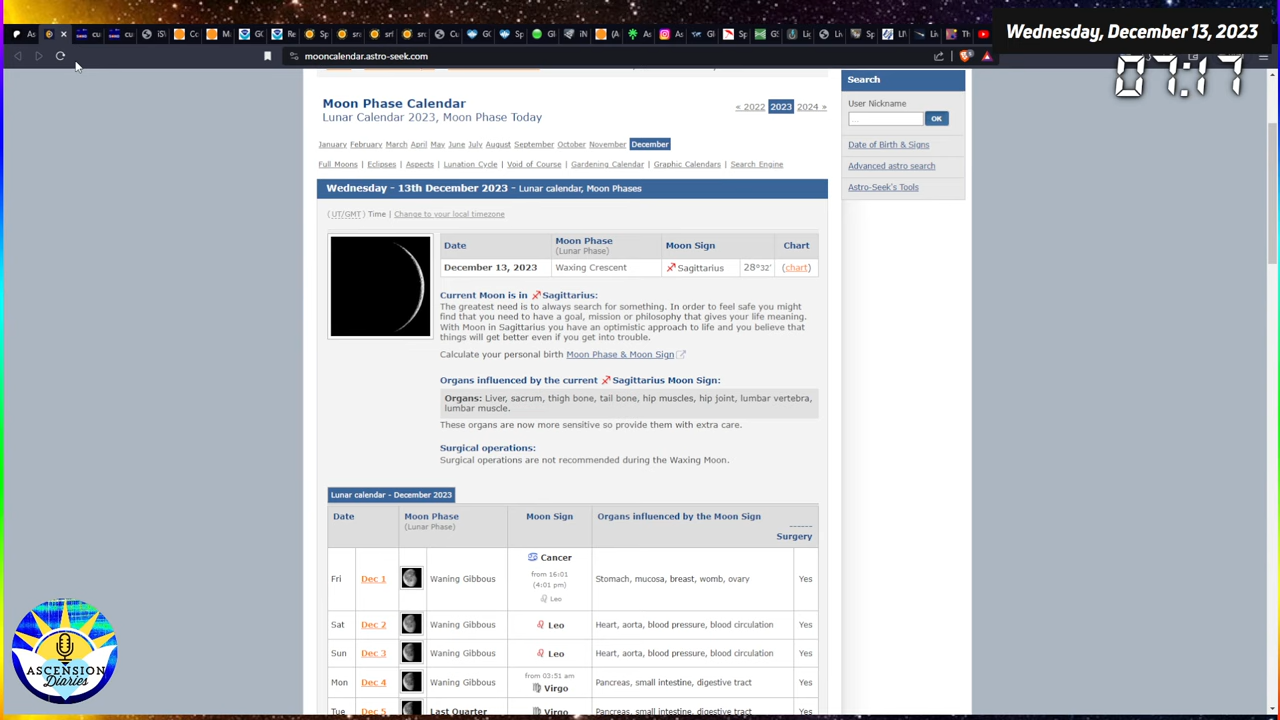 Wednesday, December 13, 2023
07:17
mooncalendar.astro-seek.com
Moon Phase Calendar
Lunar Calendar 2023, Moon Phase Today
« 2022 2023 2024 »
January February March April May June July August September October November December
Full Moons | Eclipses | Aspects | Lunation Cycle | Void of Course | Gardening Calendar | Graphic Calendars | Search Engine
Wednesday - 13th December 2023 - Lunar calendar, Moon Phases
(UT/GMT) Time | Change to your local timezone
Date Moon Phase (Lunar Phase) Moon Sign Chart
December 13, 2023 Waxing Crescent ♐ Sagittarius 28°32' (chart)
Current Moon is in ♐ Sagittarius:
The greatest need is to always search for something. In order to feel safe you might
find that you need to have a goal, mission or philosophy that gives your life meaning.
With Moon in Sagittarius you have an optimistic approach to life and you believe that
things will get better even if you get into trouble.
Calculate your personal birth Moon Phase & Moon Sign
Organs influenced by the current ♐ Sagittarius Moon Sign:
Organs: Liver, sacrum, thigh bone, tail bone, hip muscles, hip joint, lumbar vertebra,
lumbar muscle.
These organs are now more sensitive so provide them with extra care.
Surgical operations:
Surgical operations are not recommended during the Waxing Moon.
Lunar calendar - December 2023
Date Moon Phase (Lunar Phase) Moon Sign Organs influenced by the Moon Sign
------
Surgery
♋ Cancer
from 16:01
(4:01 pm)
Fri Dec 1 Waning Gibbous Stomach, mucosa, breast, womb, ovary Yes
♌ Leo
Sat Dec 2 Waning Gibbous ♌ Leo Heart, aorta, blood pressure, blood circulation Yes
Sun Dec 3 Waning Gibbous ♌ Leo Heart, aorta, blood pressure, blood circulation Yes
from 03:51 am
Mon Dec 4 Waning Gibbous ♍ Virgo Pancreas, small intestine, digestive tract Yes
Tue Dec 5 Last Quarter ♍ Virgo Pancreas, small intestine, digestive tract Yes
Search
User Nickname
... OK
Date of Birth & Signs
Advanced astro search
Astro-Seek's Tools
ASCENSION
DIARIES